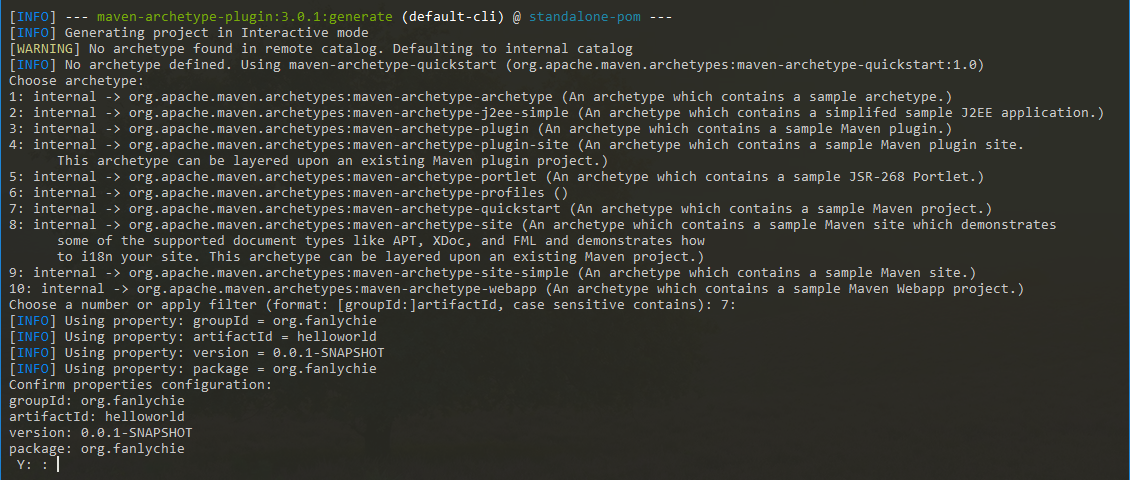 [INFO] --- maven-archetype-plugin:3.0.1:generate (default-cli) @ standalone-pom ---
[INFO] Generating project in Interactive mode
[WARNING] No archetype found in remote catalog. Defaulting to internal catalog
[INFO] No archetype defined. Using maven-archetype-quickstart (org.apache.maven.archetypes:maven-archetype-quickstart:1.0)
Choose archetype:
1: internal -> org.apache.maven.archetypes:maven-archetype-archetype (An archetype which contains a sample archetype.)
2: internal -> org.apache.maven.archetypes:maven-archetype-j2ee-simple (An archetype which contains a simplifed sample J2EE application.)
3: internal -> org.apache.maven.archetypes:maven-archetype-plugin (An archetype which contains a sample Maven plugin.)
4: internal -> org.apache.maven.archetypes:maven-archetype-plugin-site (An archetype which contains a sample Maven plugin site.
This archetype can be layered upon an existing Maven plugin project.)
5: internal -> org.apache.maven.archetypes:maven-archetype-portlet (An archetype which contains a sample JSR-268 Portlet.)
6: internal -> org.apache.maven.archetypes:maven-archetype-profiles ()
7: internal -> org.apache.maven.archetypes:maven-archetype-quickstart (An archetype which contains a sample Maven project.)
8: internal -> org.apache.maven.archetypes:maven-archetype-site (An archetype which contains a sample Maven site which demonstrates
some of the supported document types like APT, XDoc, and FML and demonstrates how
to i18n your site. This archetype can be layered upon an existing Maven project.)
9: internal -> org.apache.maven.archetypes:maven-archetype-site-simple (An archetype which contains a sample Maven site.)
10: internal -> org.apache.maven.archetypes:maven-archetype-webapp (An archetype which contains a sample Maven Webapp project.)
Choose a number or apply filter (format: [groupId:]artifactId, case sensitive contains): 7:
[INFO] Using property: groupId = org.fanlychie
[INFO] Using property: artifactId = helloworld
[INFO] Using property: version = 0.0.1-SNAPSHOT
[INFO] Using property: package = org.fanlychie
Confirm properties configuration:
groupId: org.fanlychie
artifactId: helloworld
version: 0.0.1-SNAPSHOT
package: org.fanlychie
Y: :